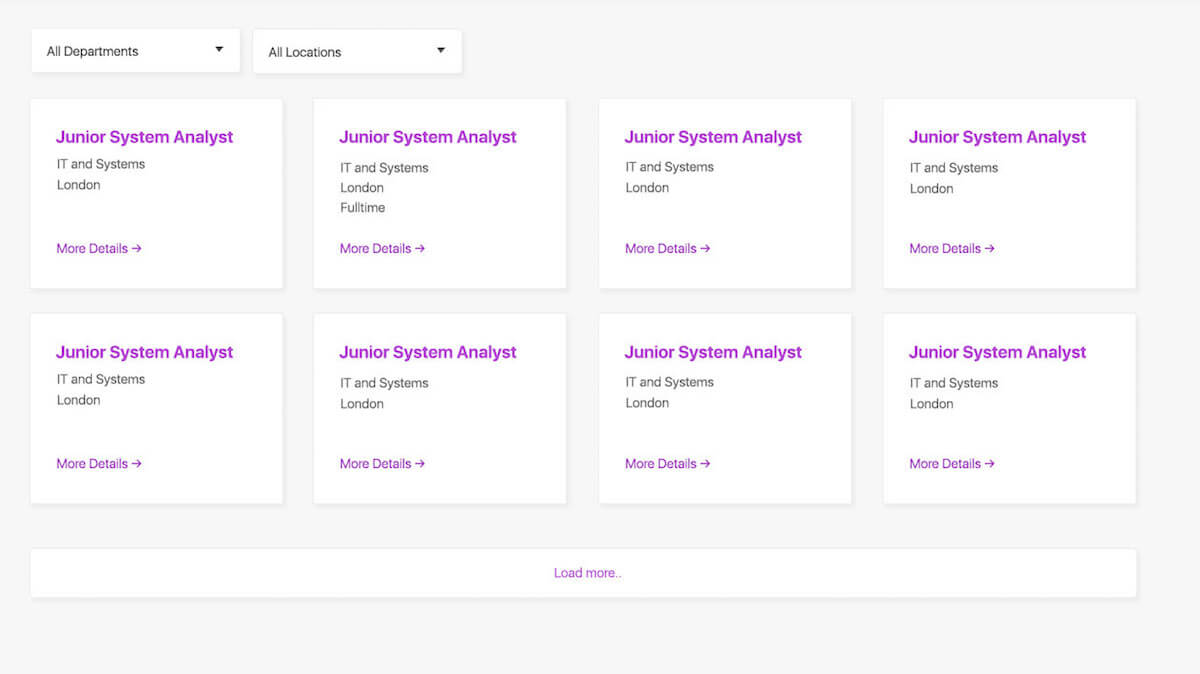 All Departments
All Locations
Junior System Analyst
IT and Systems
London
More Details →
Junior System Analyst
IT and Systems
London
Fulltime
More Details →
Junior System Analyst
IT and Systems
London
More Details →
Junior System Analyst
IT and Systems
London
More Details →
Junior System Analyst
IT and Systems
London
More Details →
Junior System Analyst
IT and Systems
London
More Details →
Junior System Analyst
IT and Systems
London
More Details →
Junior System Analyst
IT and Systems
London
More Details →
Load more..